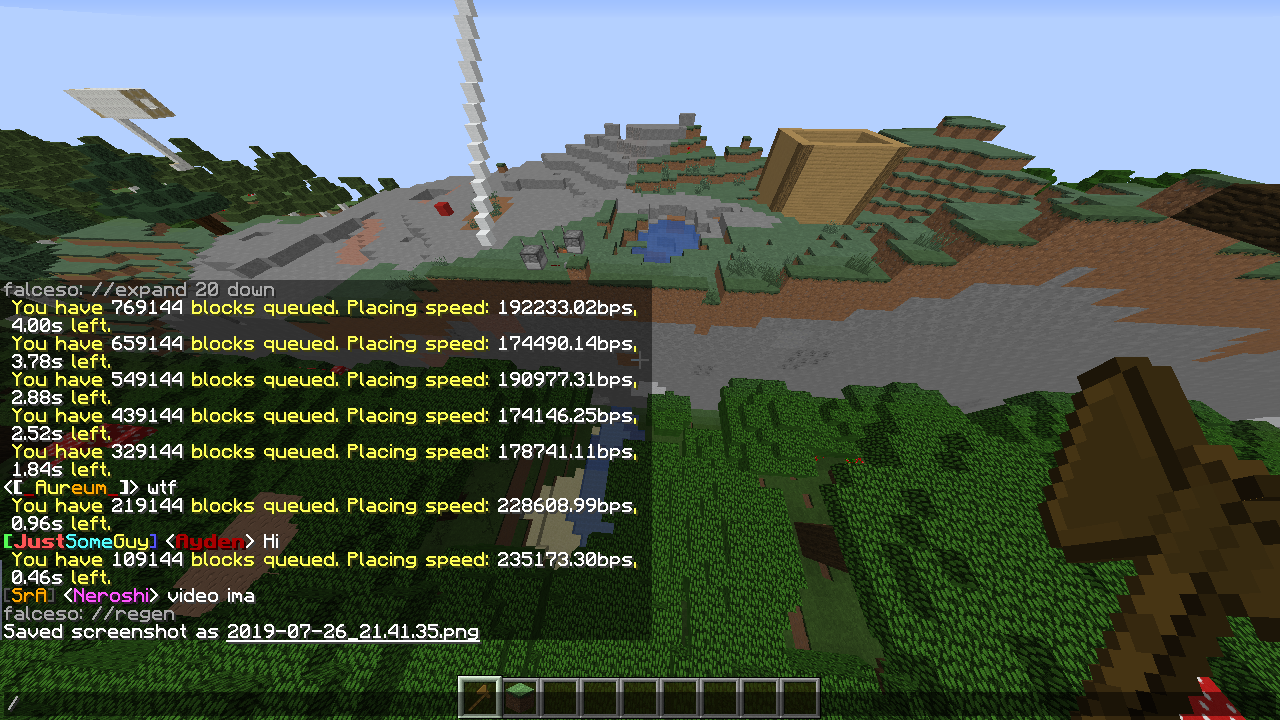 falceso: //expand 20 down
You have 769144 blocks queued. Placing speed: 192233.02bps,
4.00s left.
You have 659144 blocks queued. Placing speed: 174490.14bps,
3.78s left.
You have 549144 blocks queued. Placing speed: 190977.31bps,
2.88s left.
You have 439144 blocks queued. Placing speed: 174146.25bps,
2.52s left.
You have 329144 blocks queued. Placing speed: 178741.11bps,
1.84s left.
<[_Aureum_]> wtf
You have 219144 blocks queued. Placing speed: 228608.99bps,
0.96s left.
[JustSomeGuy] <Ayden> Hi
You have 109144 blocks queued. Placing speed: 235173.30bps,
0.46s left.
[SrA] <Neroshi> video ima
falceso: //regen
Saved screenshot as 2019-07-26_21.41.35.png
/